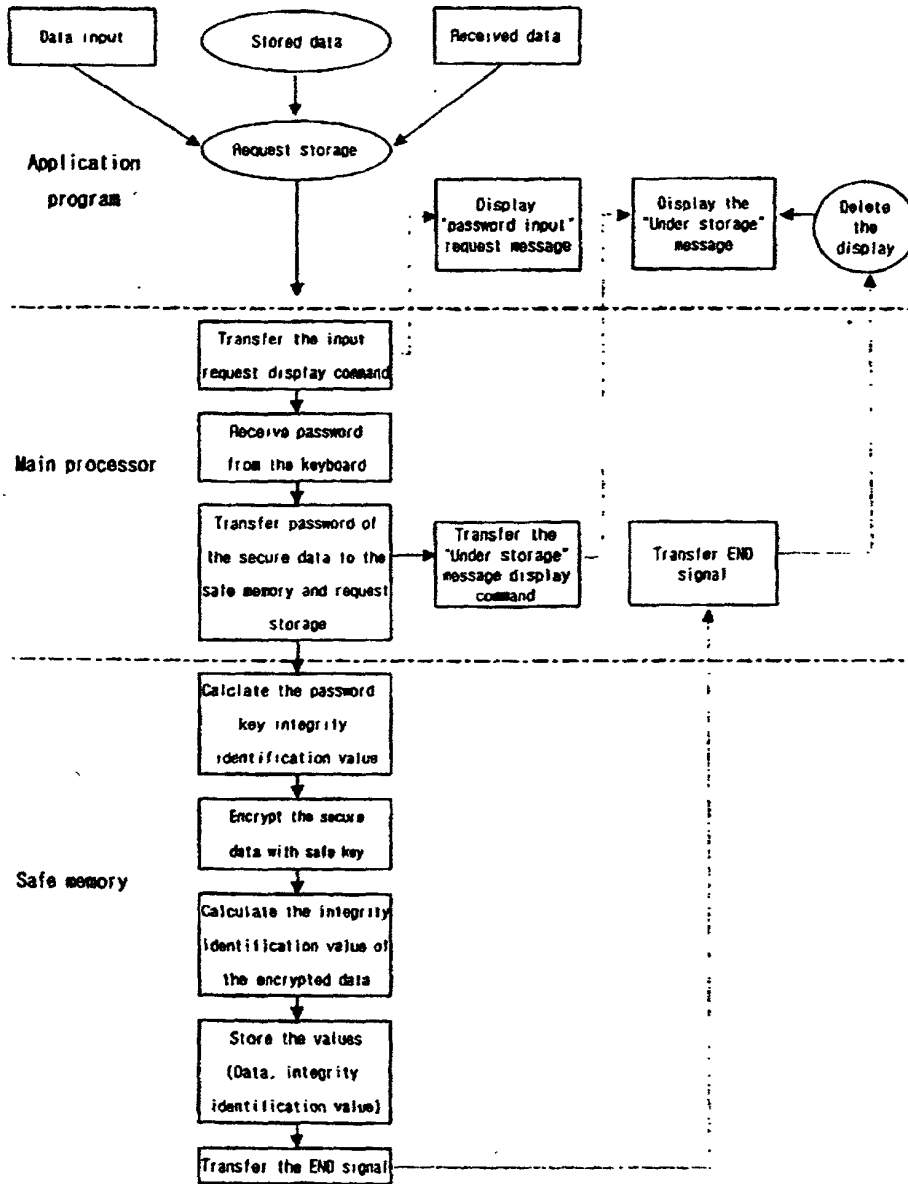 Data input
Stored data
Received data
Request storage
Application
program
Display
"password input"
request message
Display the
"Under storage"
message
Delete
the
display
Transfer the input
request display command
Receive password
from the keyboard
Main processor
Transfer password of
the secure data to the
safe memory and request
storage
Transfer the
"Under storage"
message display
command
Transfer END
signal
Calclate the password
key integrity
identification value
Encrypt the secure
data with safe key
Safe memory
Calculate the integrity
identification value of
the encrypted data
Store the values
(Data, integrity
identification value)
Transfer the END signal